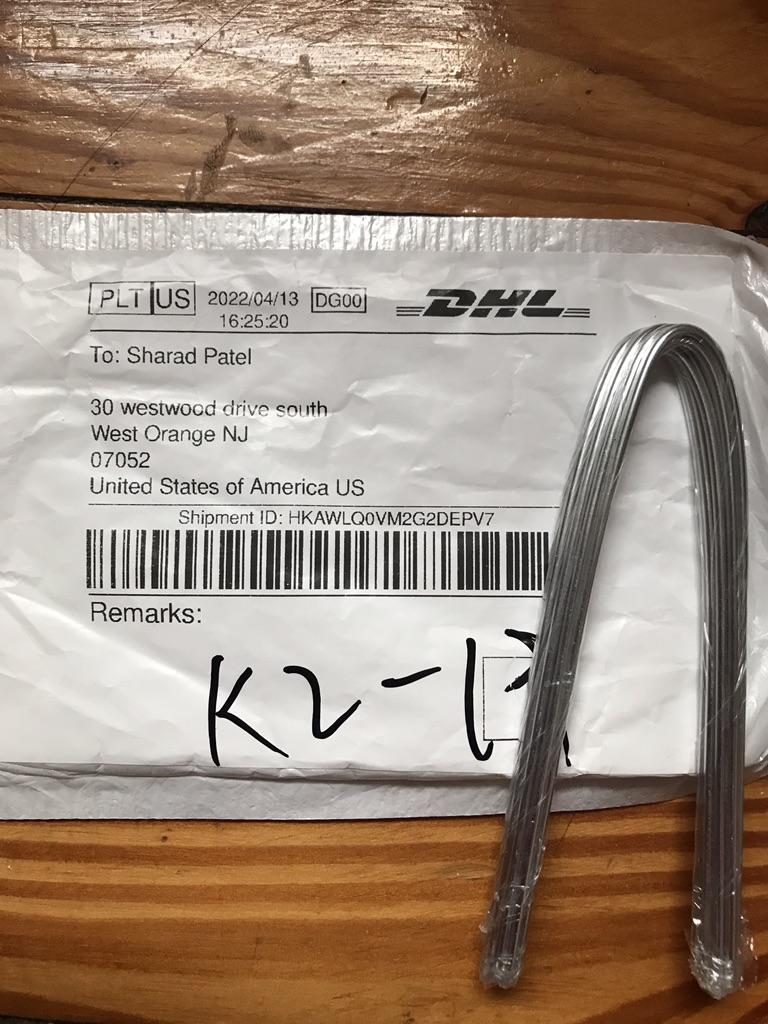 PLT US 2022/04/13 DG00 DHL
16:25:20
To: Sharad Patel
30 westwood drive south
West Orange NJ
07052
United States of America US
Shipment ID: HKAWLQ0VM2G2DEPV7
Remarks:
K2-